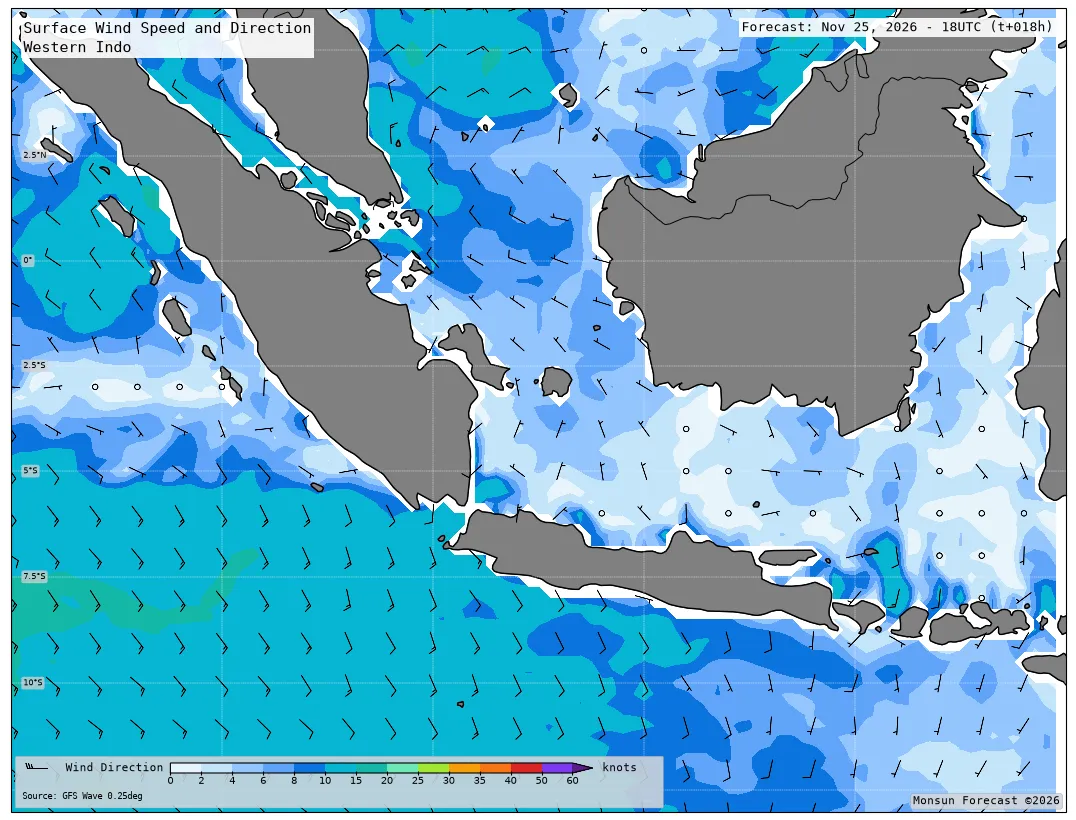 Surface Wind Speed and Direction
Western Indo
Forecast: Nov 25, 2026 - 18UTC (t+018h)
2.5°N
0°
2.5°S
5°S
7.5°S
10°S
Wind Direction
0 2 4 6 8 10 15 20 25 30 35 40 50 60
knots
Source: GFS Wave 0.25deg
Monsun Forecast ©2026